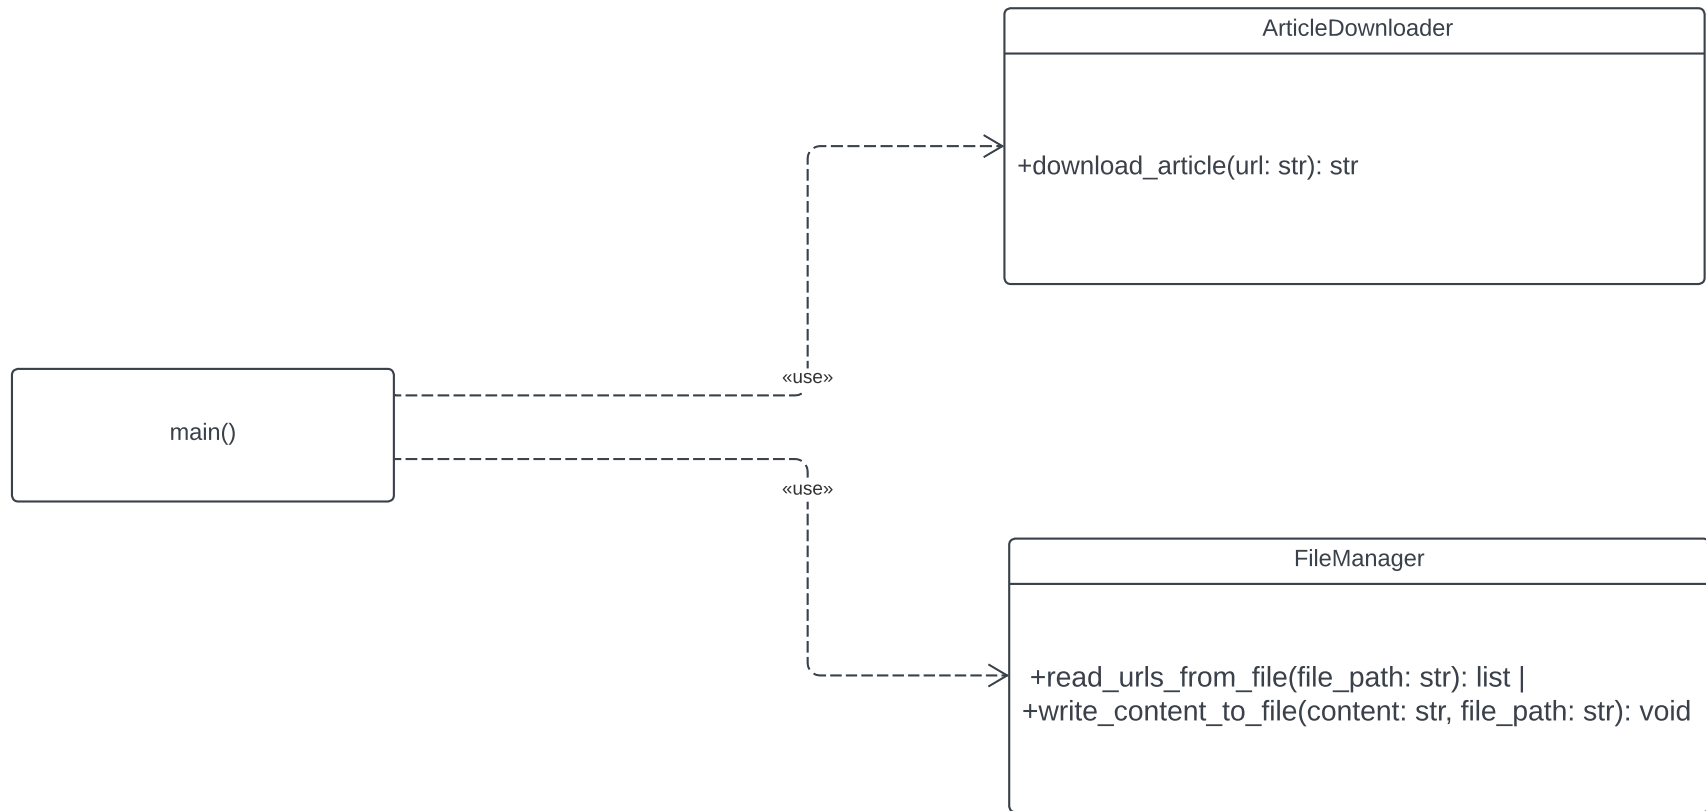 ArticleDownloader
+download_article(url: str): str
«use»
main()
«use»
FileManager
+read_urls_from_file(file_path: str): list |
+write_content_to_file(content: str, file_path: str): void